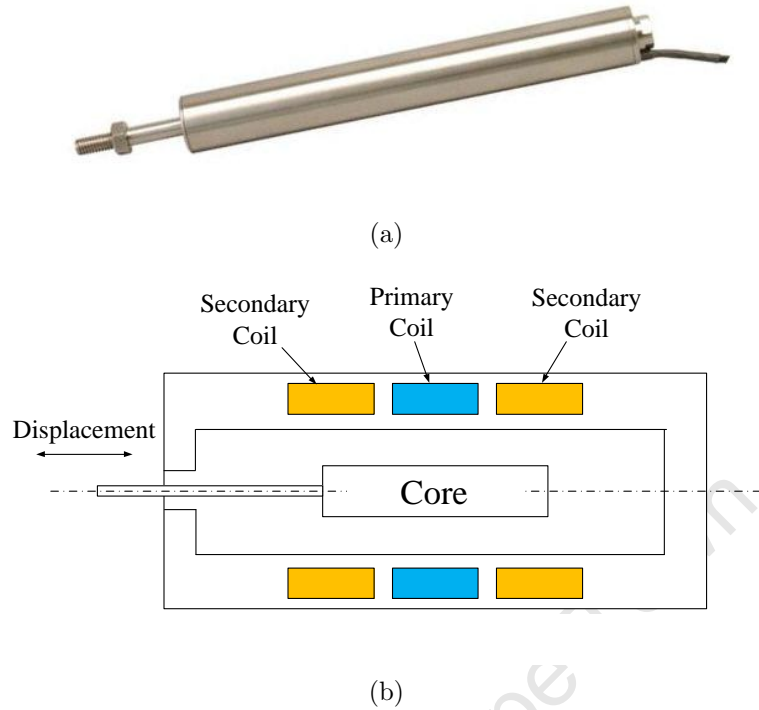 (a)
Secondary
Coil
Primary
Coil
Secondary
Coil
Displacement
Core
(b)